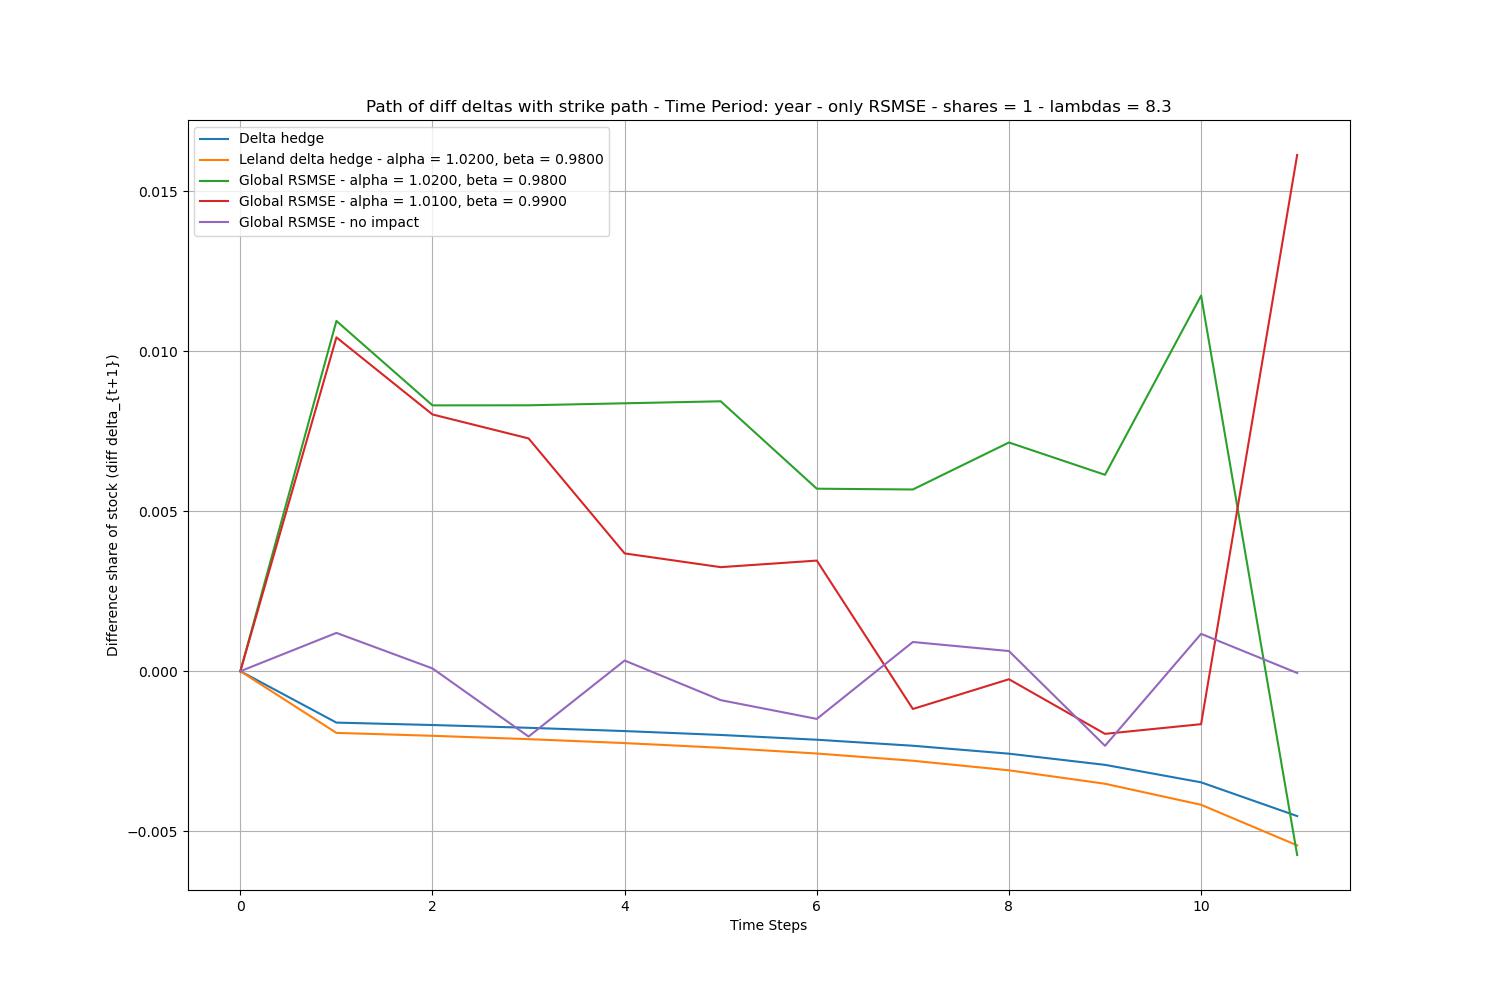 Path of diff deltas with strike path - Time Period: year - only RSMSE - shares = 1 - lambdas = 8.3
Delta hedge
Leland delta hedge - alpha = 1.0200, beta = 0.9800
Global RSMSE - alpha = 1.0200, beta = 0.9800
Global RSMSE - alpha = 1.0100, beta = 0.9900
Global RSMSE - no impact
Difference share of stock (diff delta_{t+1})
0.015
0.010
0.005
0.000
−0.005
0 2 4 6 8 10
Time Steps